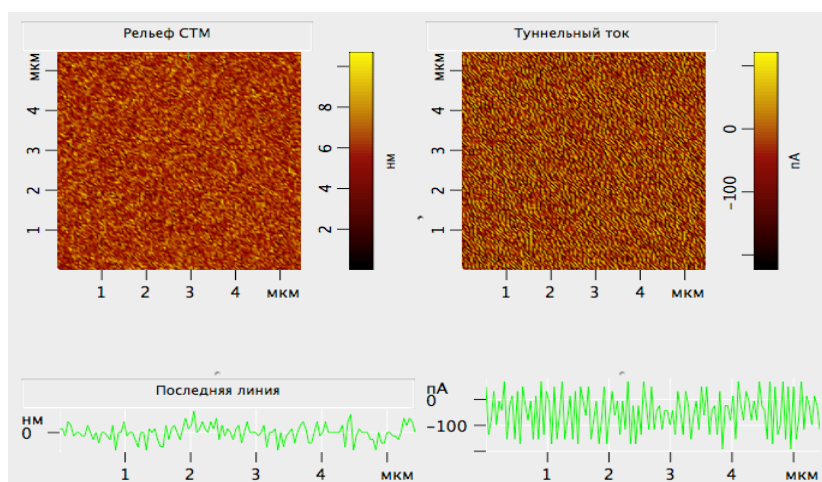 Рельеф СТМ
Туннельный ток
мкм
4
3
2
1
1 2 3 4 мкм
8
6
4
2
нм
мкм
4
3
2
1
1 2 3 4 мкм
0
-100
пА
Последняя линия
нм
0
1 2 3 4 мкм
пА
0
-100
1 2 3 4 мкм